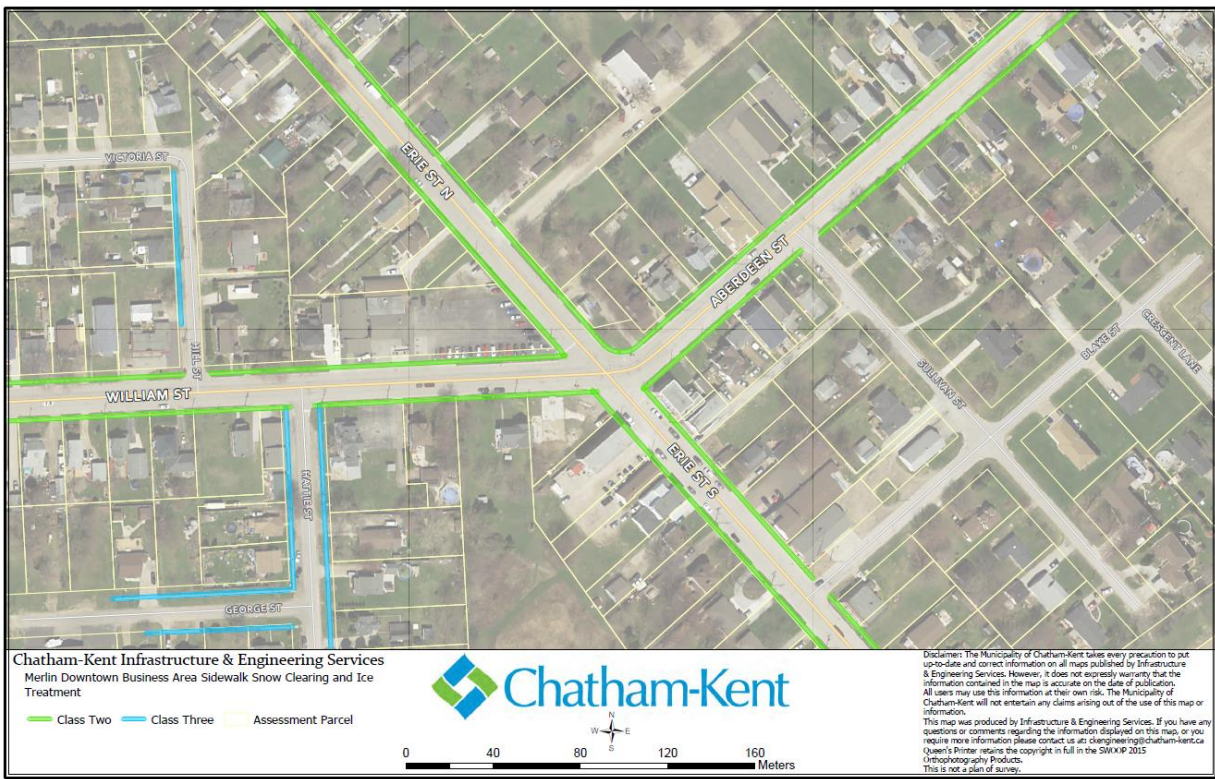 VICTORIA ST
ERIE ST N
ABERDEEN ST
HILL ST
WILLIAM ST
BLAKE ST
CRESCENT LANE
SULLIVAN ST
HATTIE ST
ERIE ST S
GEORGE ST
Chatham-Kent Infrastructure & Engineering Services
Merlin Downtown Business Area Sidewalk Snow Clearing and Ice
Treatment
Class Two
Class Three
Assessment Parcel
Chatham-Kent
N
W
E
S
0
40
80
120
160
Meters
Disclaimer: The Municipality of Chatham-Kent takes every precaution to put
up-to-date and correct information on all maps published by Infrastructure
& Engineering Services. However, it does not expressly warranty that the
information contained in the map is accurate on the date of publication.
All users may use this information at their own risk. The Municipality of
Chatham-Kent will not entertain any claims arising out of the use of this map or
information.
This map was produced by Infrastructure & Engineering Services. If you have any
questions or comments regarding the information displayed on this map, or you
require more information please contact us at: ckengineering@chatham-kent.ca
Queen's Printer retains the copyright in full in the SWOOP 2015
Orthophotography Products.
This is not a plan of survey.